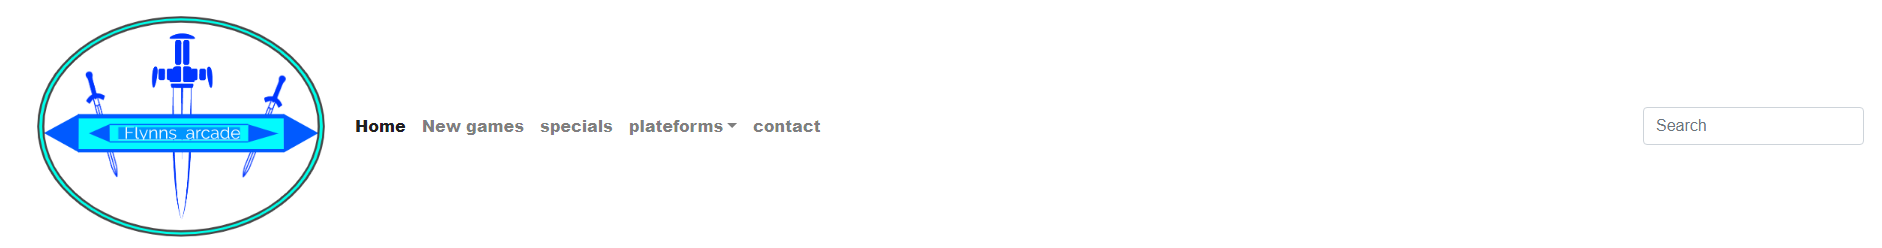 Flynns arcade
Home New games specials plateforms contact
Search